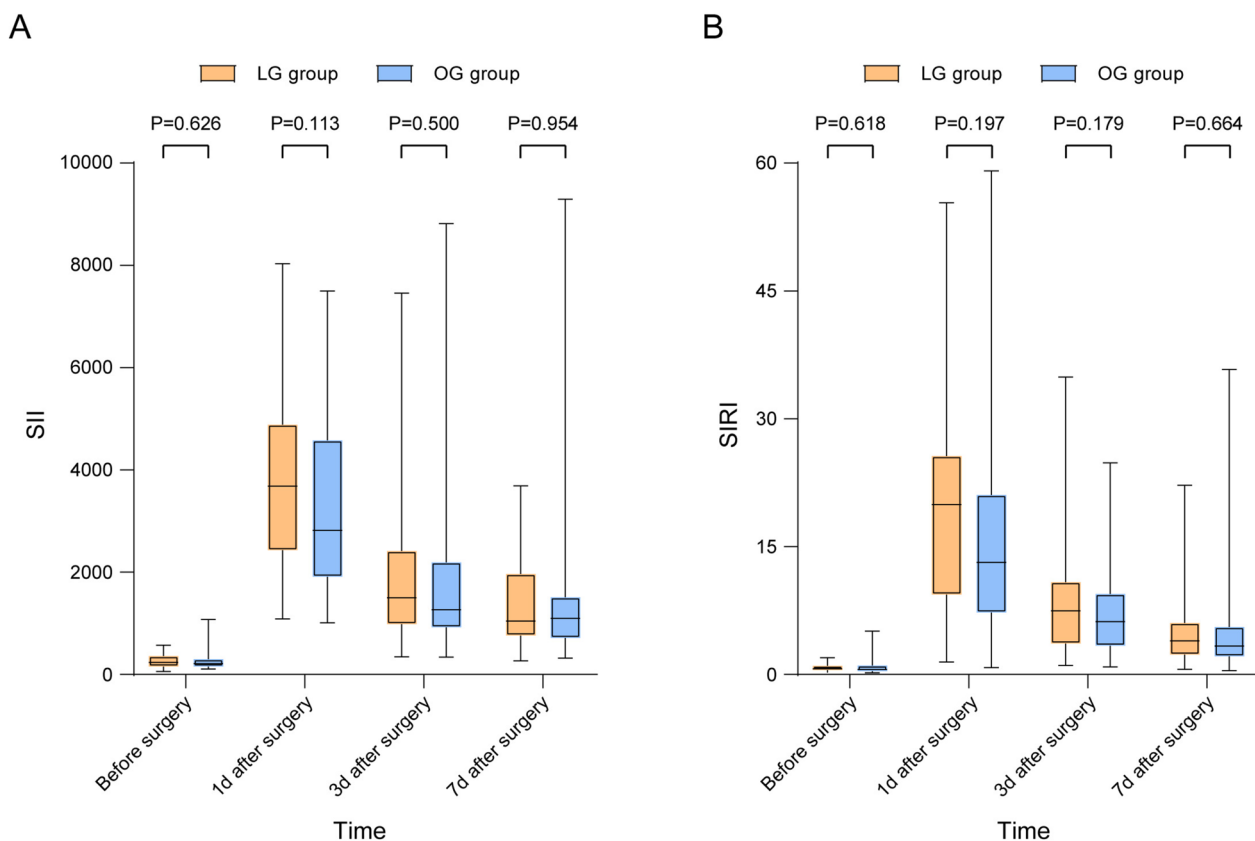 A
LG group
OG group
P=0.626
P=0.113
P=0.500
P=0.954
10000
8000
6000
4000
2000
0
SII
Before surgery
1d after surgery
3d after surgery
7d after surgery
Time
B
LG group
OG group
P=0.618
P=0.197
P=0.179
P=0.664
60
45
30
15
0
SIRI
Before surgery
1d after surgery
3d after surgery
7d after surgery
Time